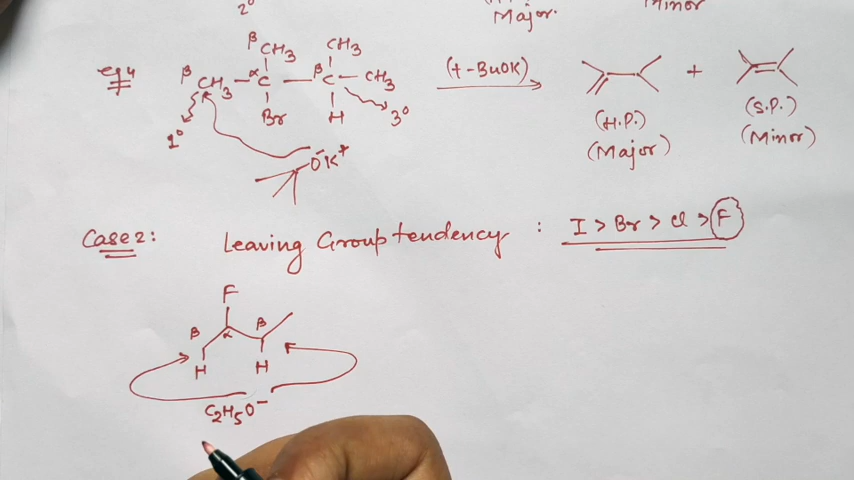 2°
Major.
Minor
β CH3 CH3
eg4 β CH3 – α C – β C – CH3 (t-BuOK) +
Br H 3°
1°
(H.P.) (S.P.)
(Major) (Minor)
O⁻K⁺
Case2: Leaving Group tendency : I > Br > Cl > F
F
β α β
H H
C2H5O⁻